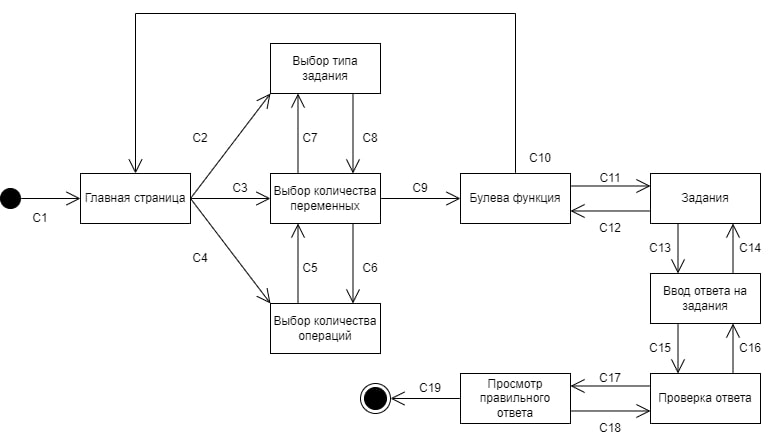 Выбор типа
задания
C10
C2
C7
C8
C11
Главная страница
C3
Выбор количества
переменных
C9
Булева функция
Задания
C1
C12
C4
C5
C6
C13
C14
Ввод ответа на
задания
Выбор количества
операций
C15
C16
C17
C19
Просмотр
правильного
ответа
Проверка ответа
C18